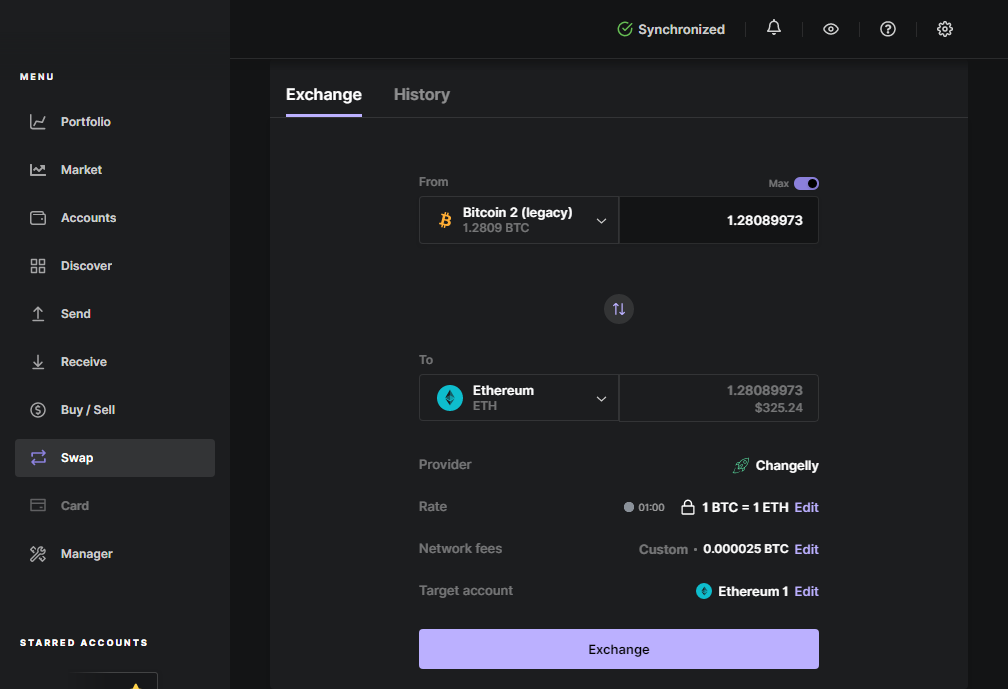 Synchronized
MENU
Portfolio
Market
Accounts
Discover
Send
Receive
Buy / Sell
Swap
Card
Manager
STARRED ACCOUNTS
Exchange History
From Max
Bitcoin 2 (legacy)
1.2809 BTC
1.28089973
To
Ethereum
ETH
1.28089973
$325.24
Provider Changelly
Rate 01:00 1 BTC = 1 ETH Edit
Network fees Custom • 0.000025 BTC Edit
Target account Ethereum 1 Edit
Exchange